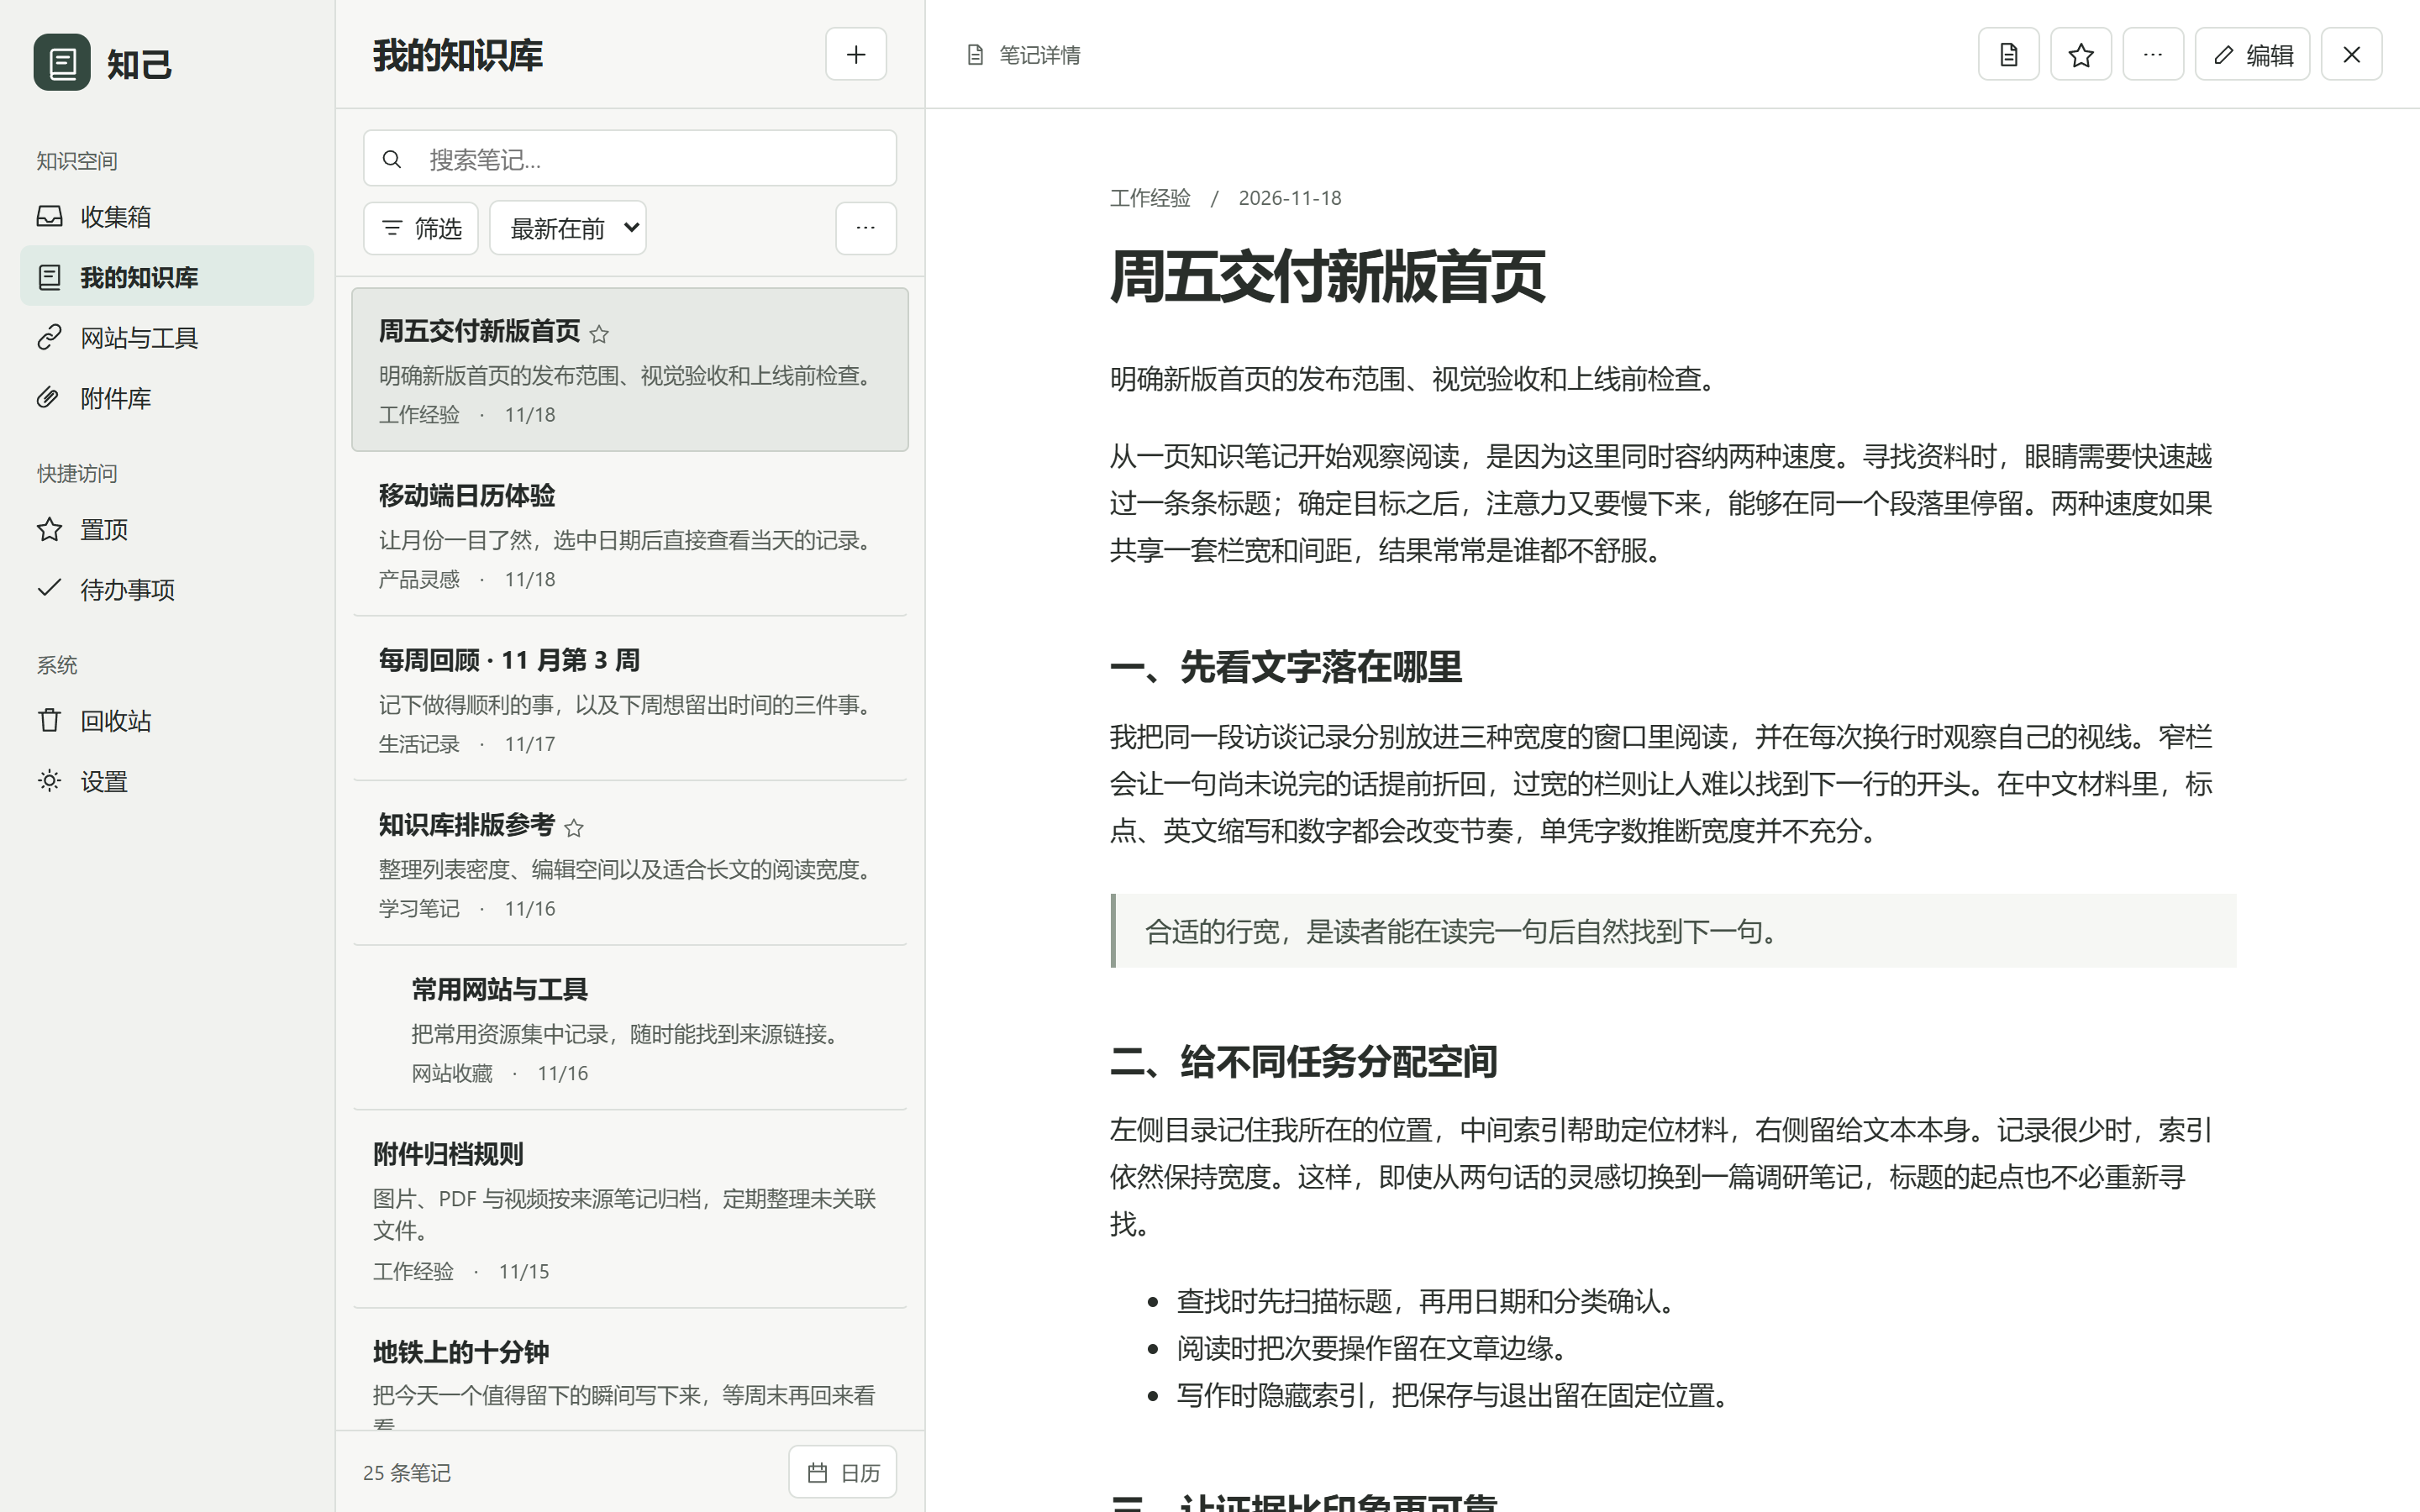 知己
知识空间
收集箱
我的知识库
网站与工具
附件库
快捷访问
置顶
待办事项
系统
回收站
设置
我的知识库
搜索笔记...
筛选
最新在前
周五交付新版首页
明确新版首页的发布范围、视觉验收和上线前检查。
工作经验 · 11/18
移动端日历体验
让月份一目了然，选中日期后直接查看当天的记录。
产品灵感 · 11/18
每周回顾 · 11 月第 3 周
记下做得顺利的事，以及下周想留出时间的三件事。
生活记录 · 11/17
知识库排版参考
整理列表密度、编辑空间以及适合长文的阅读宽度。
学习笔记 · 11/16
常用网站与工具
把常用资源集中记录，随时能找到来源链接。
网站收藏 · 11/16
附件归档规则
图片、PDF 与视频按来源笔记归档，定期整理未关联
文件。
工作经验 · 11/15
地铁上的十分钟
把今天一个值得留下的瞬间写下来，等周末再回来看
看
25 条笔记
日历
笔记详情
编辑
工作经验 / 2026-11-18
周五交付新版首页
明确新版首页的发布范围、视觉验收和上线前检查。
从一页知识笔记开始观察阅读，是因为这里同时容纳两种速度。寻找资料时，眼睛需要快速越
过一条条标题；确定目标之后，注意力又要慢下来，能够在同一个段落里停留。两种速度如果
共享一套栏宽和间距，结果常常是谁都不舒服。
一、先看文字落在哪里
我把同一段访谈记录分别放进三种宽度的窗口里阅读，并在每次换行时观察自己的视线。窄栏
会让一句尚未说完的话提前折回，过宽的栏则让人难以找到下一行的开头。在中文材料里，标
点、英文缩写和数字都会改变节奏，单凭字数推断宽度并不充分。
合适的行宽，是读者能在读完一句后自然找到下一句。
二、给不同任务分配空间
左侧目录记住我所在的位置，中间索引帮助定位材料，右侧留给文本本身。记录很少时，索引
依然保持宽度。这样，即使从两句话的灵感切换到一篇调研笔记，标题的起点也不必重新寻
找。
• 查找时先扫描标题，再用日期和分类确认。
• 阅读时把次要操作留在文章边缘。
• 写作时隐藏索引，把保存与退出留在固定位置。
三、让证据比印象更可靠